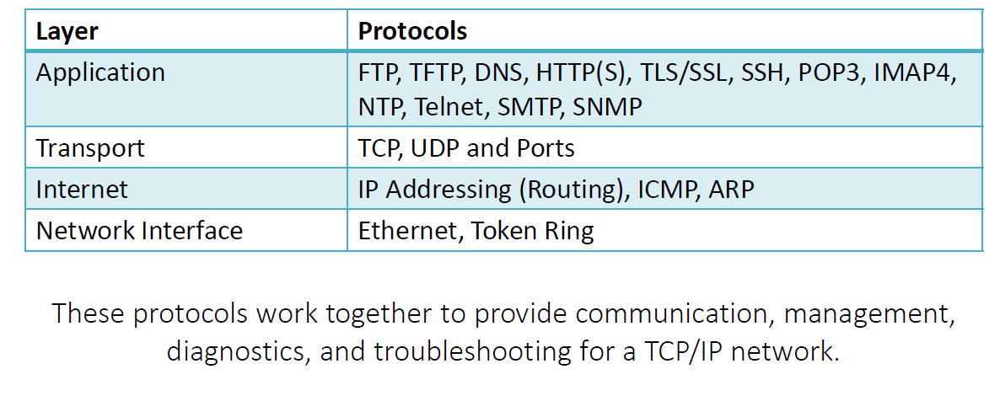 Layer Protocols
Application FTP, TFTP, DNS, HTTP(S), TLS/SSL, SSH, POP3, IMAP4,
NTP, Telnet, SMTP, SNMP
Transport TCP, UDP and Ports
Internet IP Addressing (Routing), ICMP, ARP
Network Interface Ethernet, Token Ring
These protocols work together to provide communication, management,
diagnostics, and troubleshooting for a TCP/IP network.